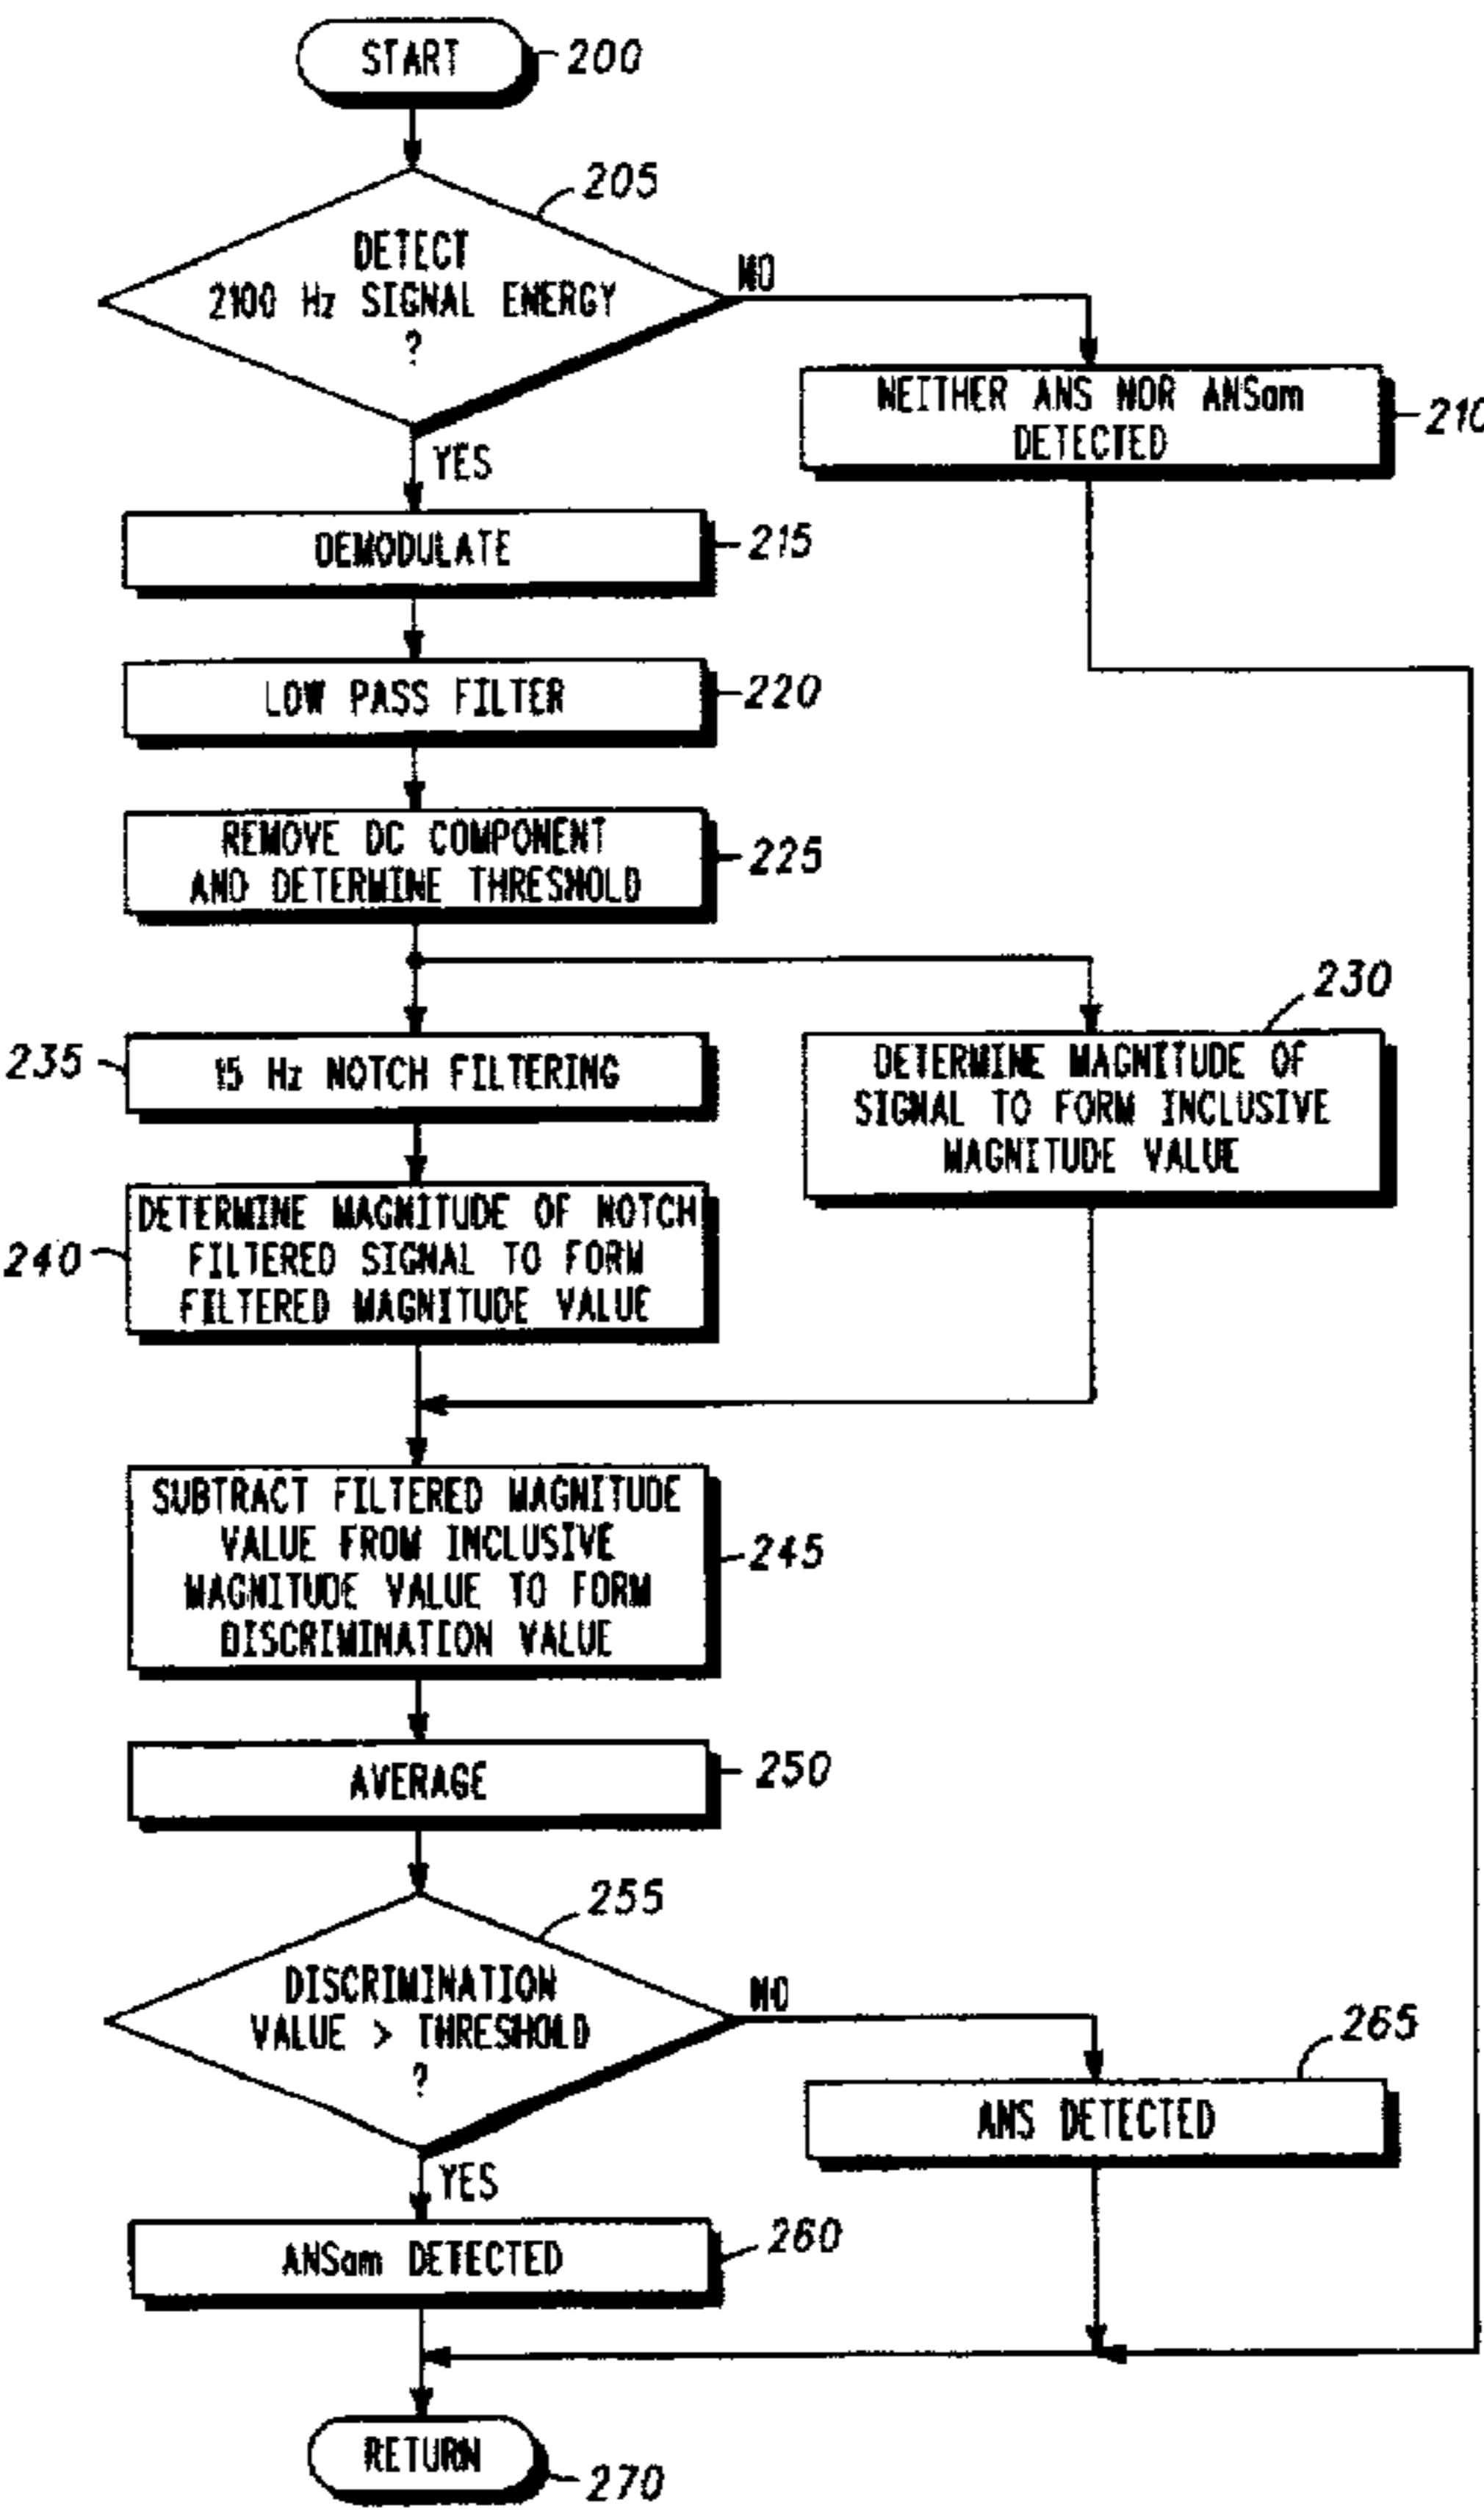 START
200
205
DETECT
2100 Hz SIGNAL ENERGY
?
NO
YES
NEITHER ANS NOR ANSam
DETECTED
210
DEMODULATE
215
LOW PASS FILTER
220
REMOVE DC COMPONENT
AND DETERMINE THRESHOLD
225
235
15 Hz NOTCH FILTERING
230
DETERMINE MAGNITUDE OF
SIGNAL TO FORM INCLUSIVE
MAGNITUDE VALUE
240
DETERMINE MAGNITUDE OF NOTCH
FILTERED SIGNAL TO FORM
FILTERED MAGNITUDE VALUE
SUBTRACT FILTERED MAGNITUDE
VALUE FROM INCLUSIVE
MAGNITUDE VALUE TO FORM
DISCRIMINATION VALUE
245
AVERAGE
250
255
DISCRIMINATION
VALUE > THRESHOLD
?
NO
YES
265
ANS DETECTED
ANSam DETECTED
260
RETURN
270